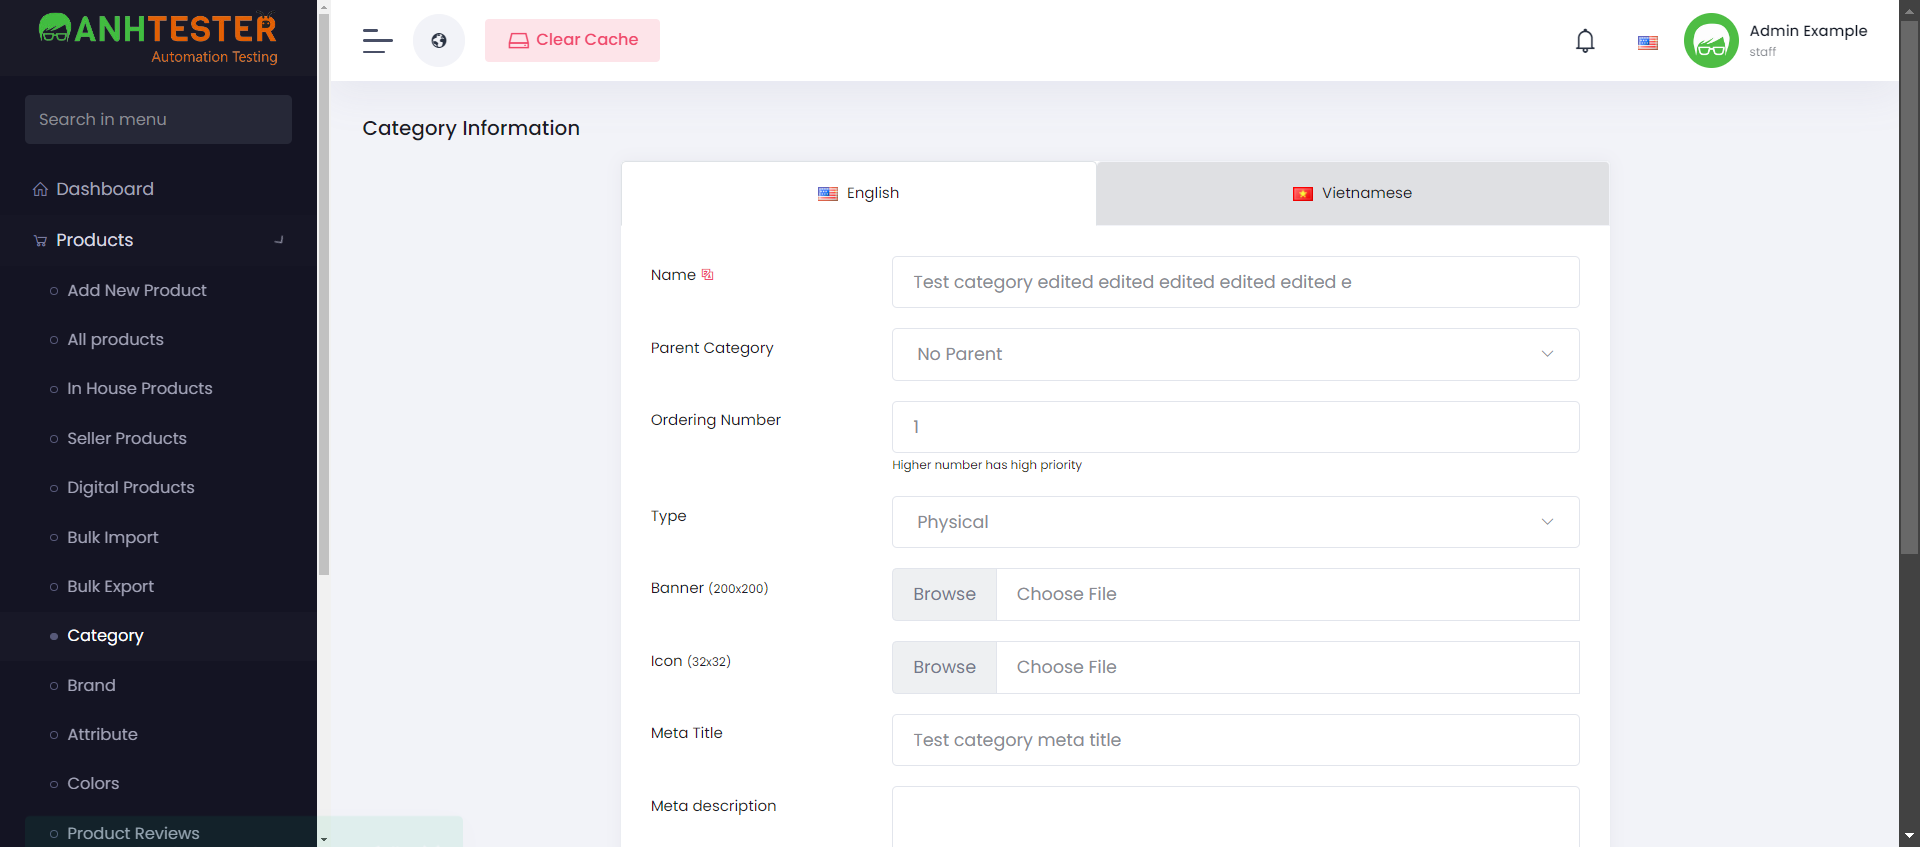 ANHTESTER
Automation Testing
Search in menu
Dashboard
Products
Add New Product
All products
In House Products
Seller Products
Digital Products
Bulk Import
Bulk Export
Category
Brand
Attribute
Colors
Product Reviews
Clear Cache
Admin Example
staff
Category Information
English
Vietnamese
Name
Test category edited edited edited edited edited e
Parent Category
No Parent
Ordering Number
1
Higher number has high priority
Type
Physical
Banner (200x200)
Browse
Choose File
Icon (32x32)
Browse
Choose File
Meta Title
Test category meta title
Meta description